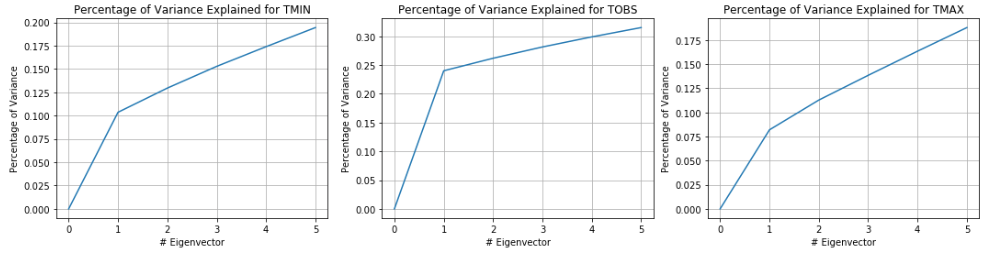 Percentage of Variance Explained for TMIN
0.200
0.175
0.150
0.125
0.100
0.075
0.050
0.025
0.000
Percentage of Variance
0 1 2 3 4 5
# Eigenvector
Percentage of Variance Explained for TOBS
0.30
0.25
0.20
0.15
0.10
0.05
0.00
Percentage of Variance
0 1 2 3 4 5
# Eigenvector
Percentage of Variance Explained for TMAX
0.175
0.150
0.125
0.100
0.075
0.050
0.025
0.000
Percentage of Variance
0 1 2 3 4 5
# Eigenvector